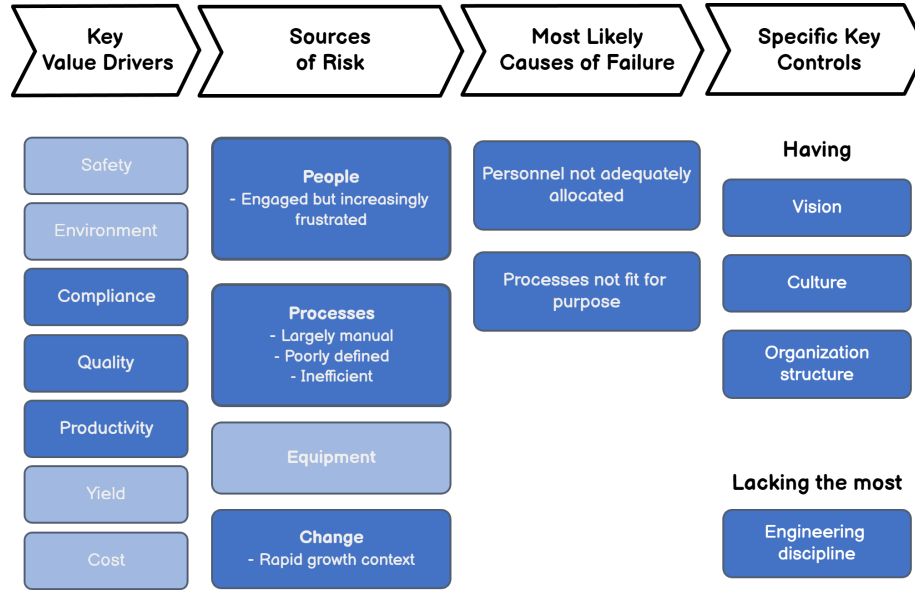 Key
Value Drivers
Sources
of Risk
Most Likely
Causes of Failure
Specific Key
Controls
Safety
Environment
Compliance
Quality
Productivity
Yield
Cost
People
- Engaged but increasingly
frustrated
Processes
- Largely manual
- Poorly defined
- Inefficient
Equipment
Change
- Rapid growth context
Personnel not adequately
allocated
Processes not fit for
purpose
Having
Vision
Culture
Organization
structure
Lacking the most
Engineering
discipline